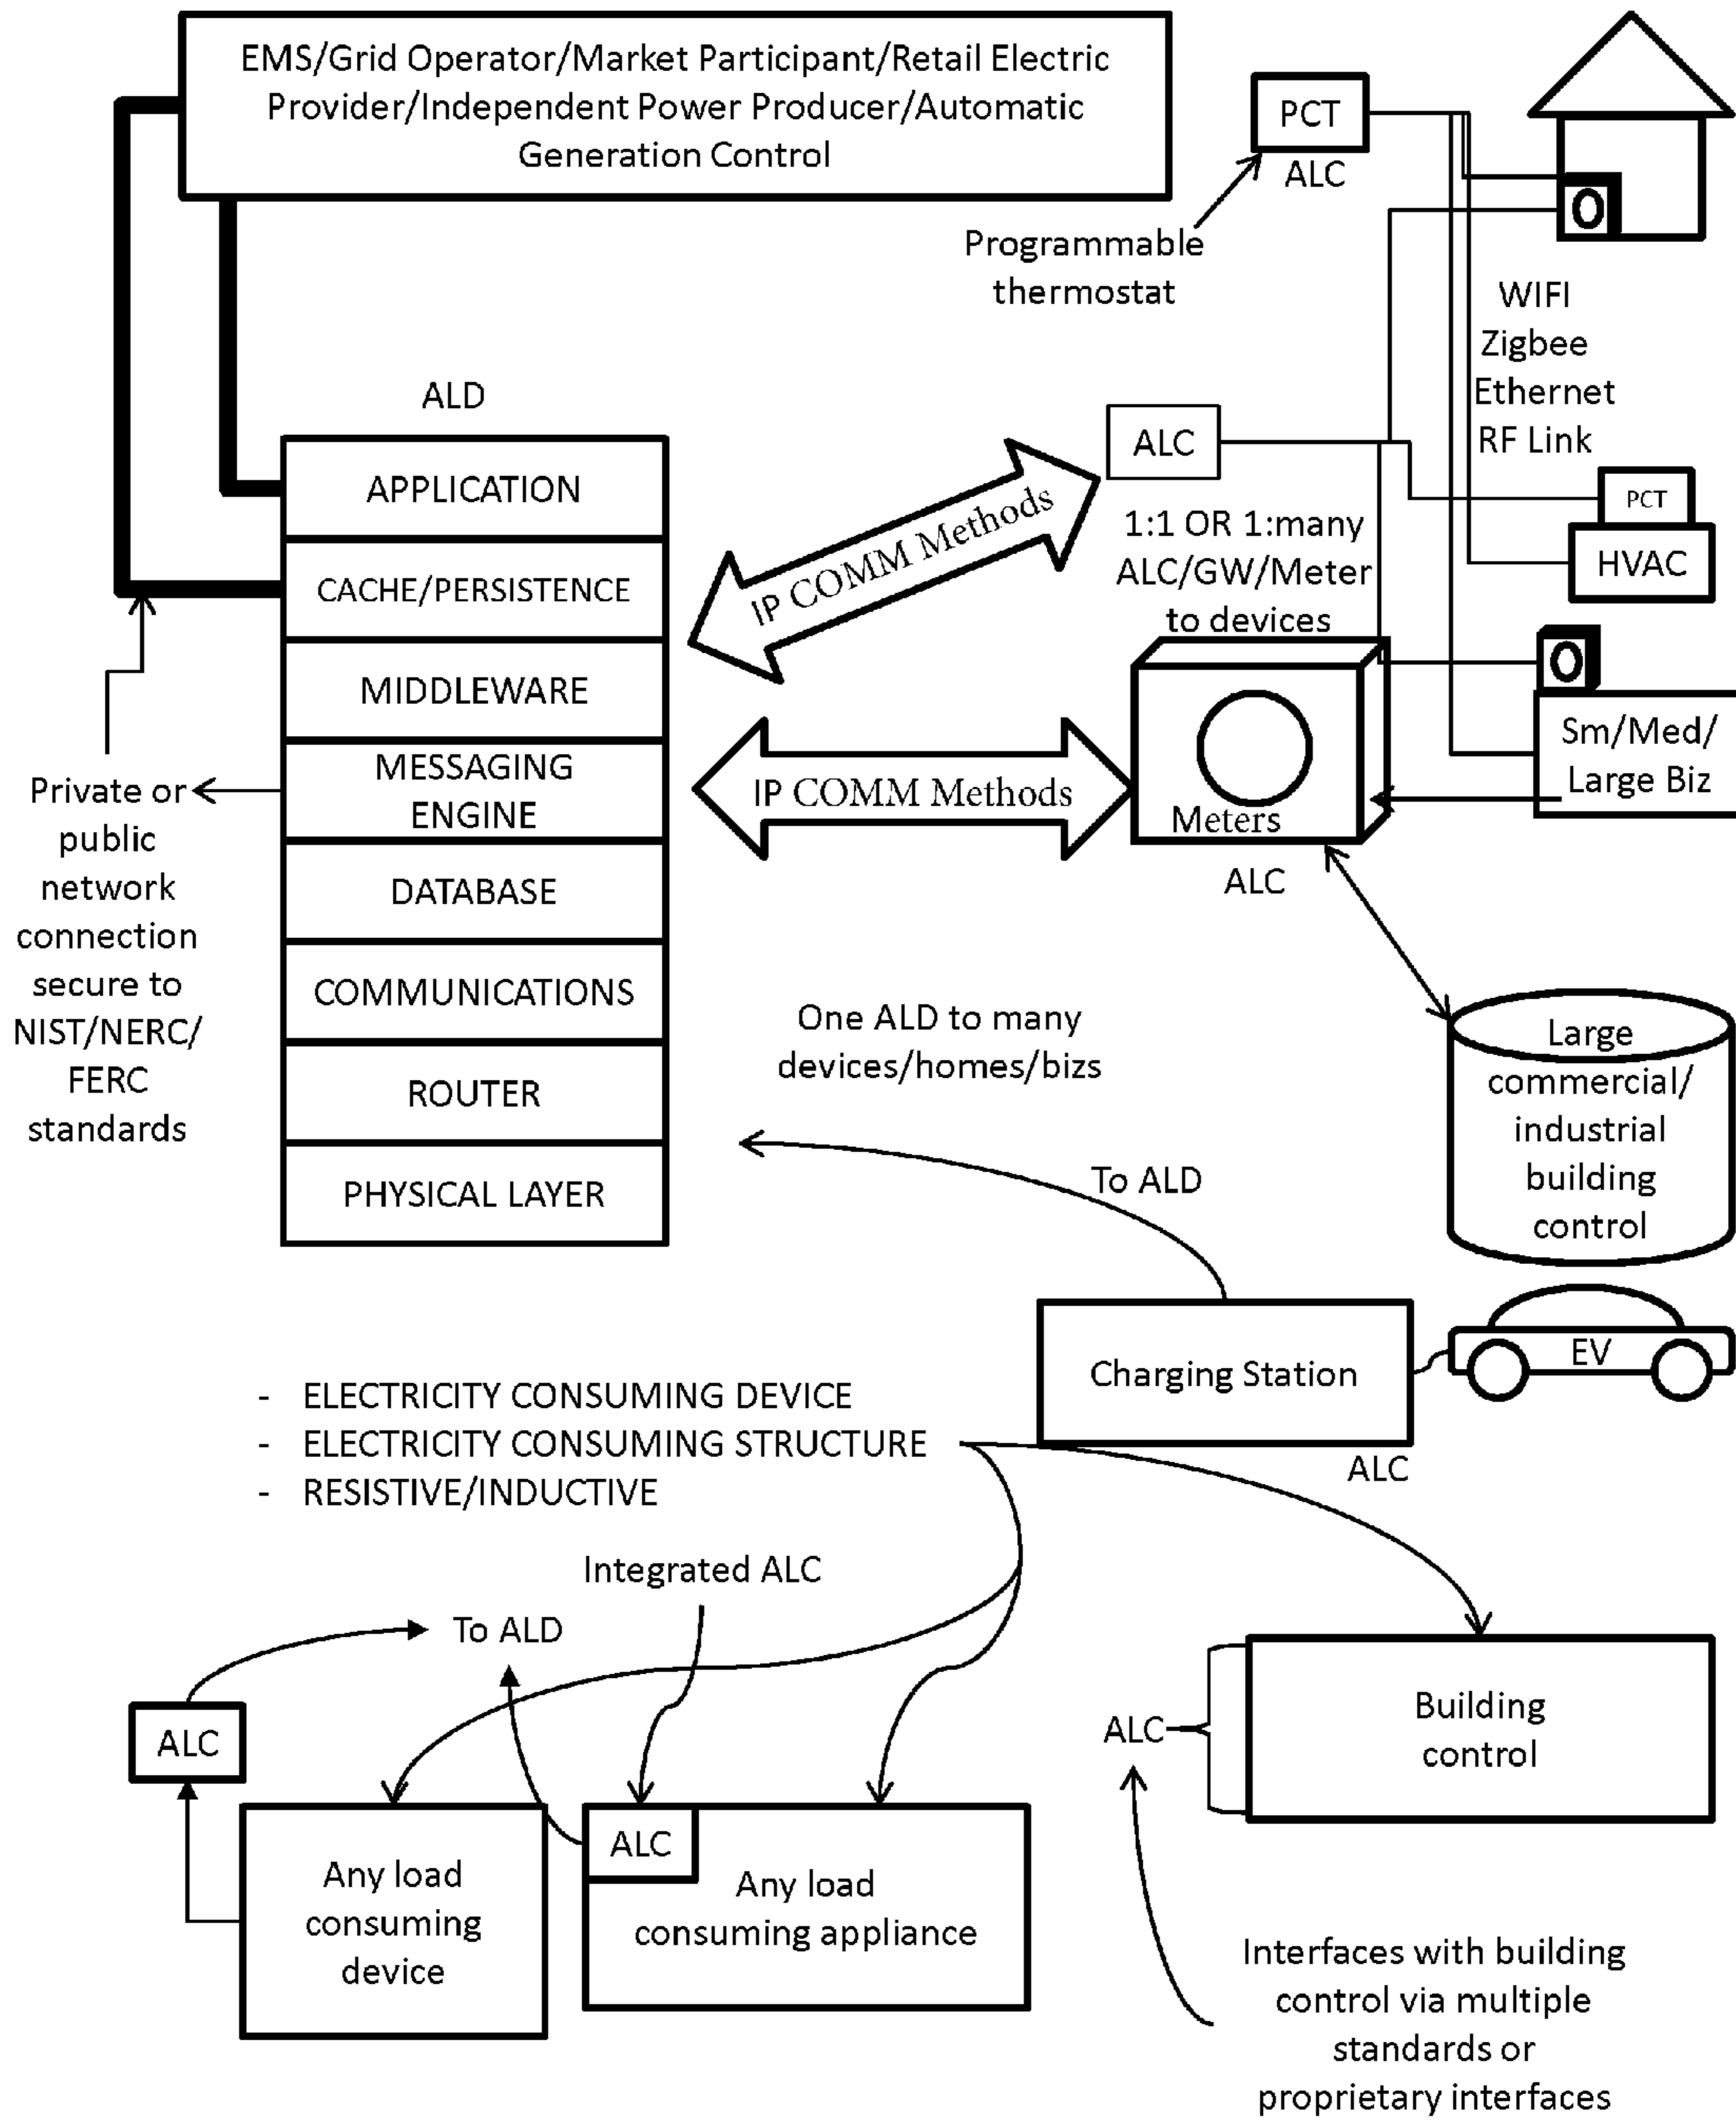 EMS/Grid Operator/Market Participant/Retail Electric
Provider/Independent Power Producer/Automatic
Generation Control
PCT
ALC
Programmable
thermostat
WIFI
Zigbee
Ethernet
RF Link
ALD
APPLICATION
CACHE/PERSISTENCE
MIDDLEWARE
MESSAGING
ENGINE
DATABASE
COMMUNICATIONS
ROUTER
PHYSICAL LAYER
IP COMM Methods
IP COMM Methods
ALC
1:1 OR 1:many
ALC/GW/Meter
to devices
Meters
ALC
PCT
HVAC
Sm/Med/
Large Biz
Private or
public
network
connection
secure to
NIST/NERC/
FERC
standards
One ALD to many
devices/homes/bizs
To ALD
Large
commercial/
industrial
building
control
Charging Station
EV
ALC
- ELECTRICITY CONSUMING DEVICE
- ELECTRICITY CONSUMING STRUCTURE
- RESISTIVE/INDUCTIVE
Integrated ALC
To ALD
ALC
Any load
consuming
device
ALC
Any load
consuming appliance
ALC
Building
control
Interfaces with building
control via multiple
standards or
proprietary interfaces